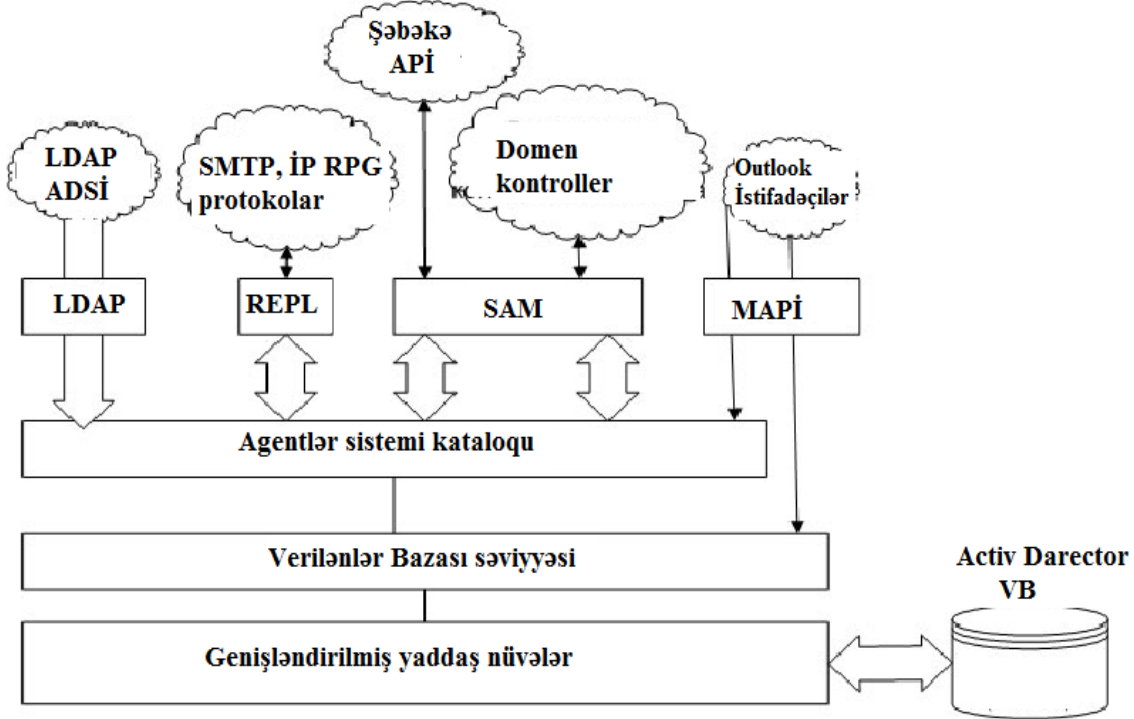 Şəbəkə
APİ
LDAP
ADSİ
SMTP, İP RPG
protokolar
Domen
kontroller
Outlook
İstifadəçilər
LDAP
REPL
SAM
MAPİ
Agentlər sistemi kataloqu
Verilənlər Bazası səviyyəsi
Activ Darector
VB
Genişləndirilmiş yaddaş nüvələr